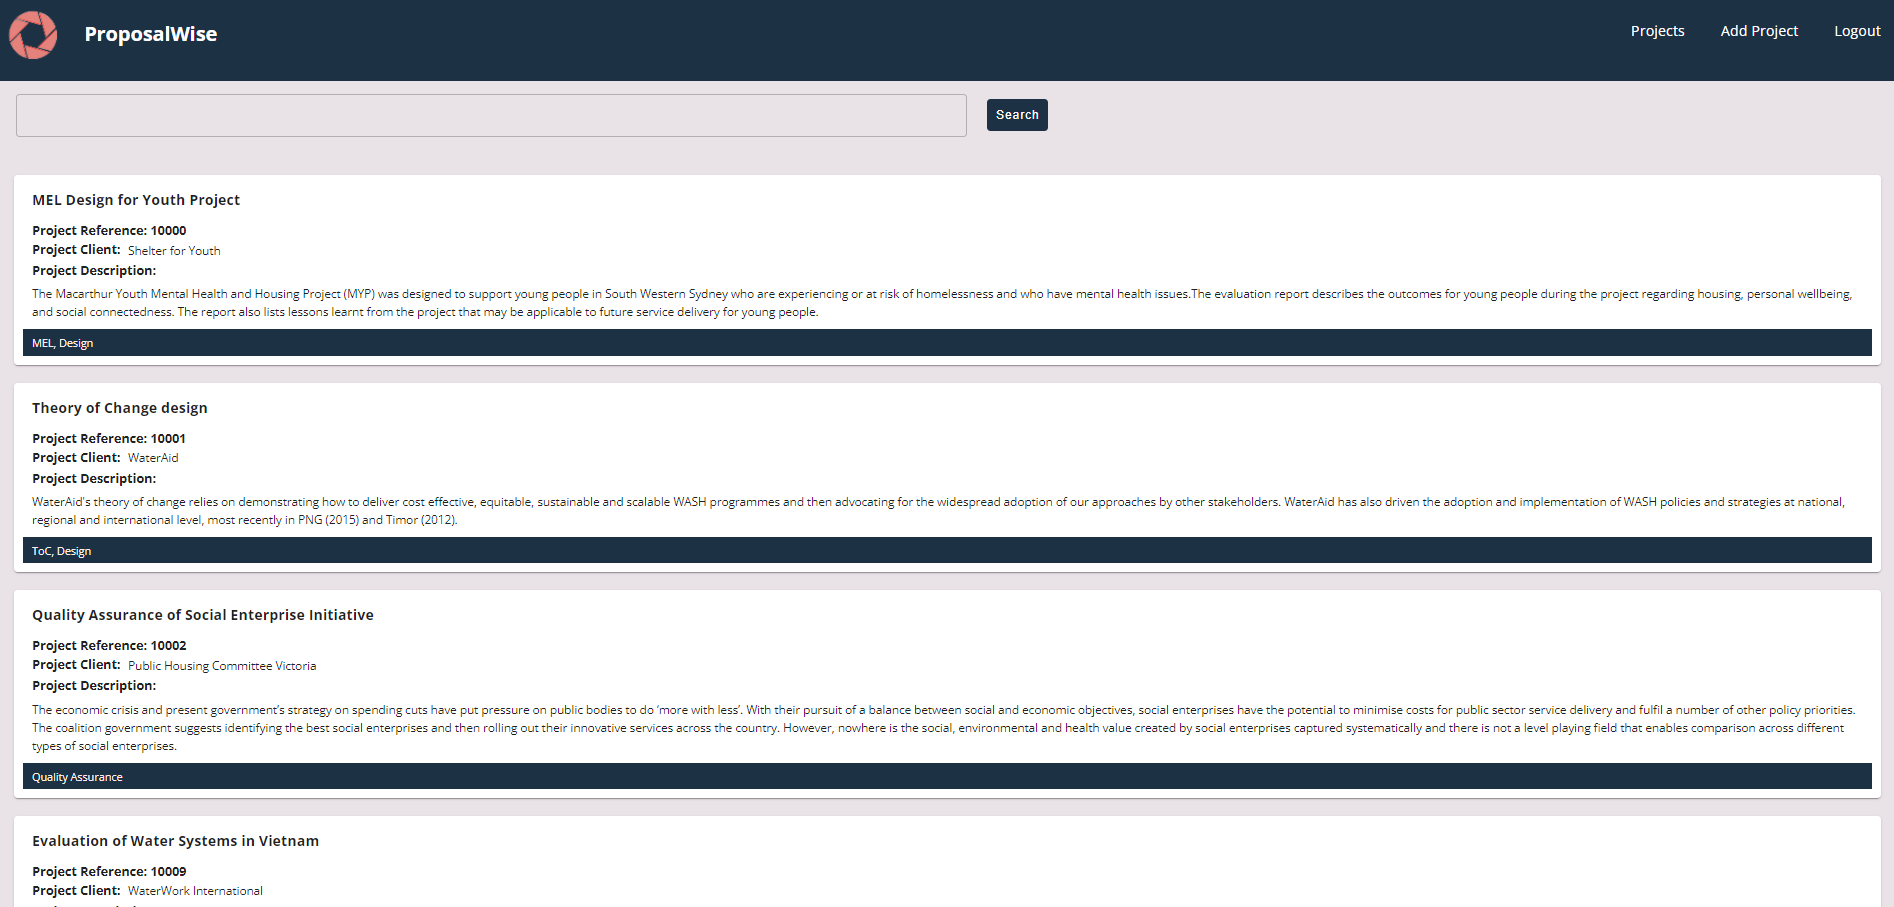 ProposalWise
Projects
Add Project
Logout
Search
MEL Design for Youth Project
Project Reference: 10000
Project Client: Shelter for Youth
Project Description:
The Macarthur Youth Mental Health and Housing Project (MYP) was designed to support young people in South Western Sydney who are experiencing or at risk of homelessness and who have mental health issues.The evaluation report describes the outcomes for young people during the project regarding housing, personal wellbeing,
and social connectedness. The report also lists lessons learnt from the project that may be applicable to future service delivery for young people.
MEL, Design
Theory of Change design
Project Reference: 10001
Project Client: WaterAid
Project Description:
WaterAid's theory of change relies on demonstrating how to deliver cost effective, equitable, sustainable and scalable WASH programmes and then advocating for the widespread adoption of our approaches by other stakeholders. WaterAid has also driven the adoption and implementation of WASH policies and strategies at national,
regional and international level, most recently in PNG (2015) and Timor (2012).
ToC, Design
Quality Assurance of Social Enterprise Initiative
Project Reference: 10002
Project Client: Public Housing Committee Victoria
Project Description:
The economic crisis and present government's strategy on spending cuts have put pressure on public bodies to do ‘more with less’. With their pursuit of a balance between social and economic objectives, social enterprises have the potential to minimise costs for public sector service delivery and fulfil a number of other policy priorities.
The coalition government suggests identifying the best social enterprises and then rolling out their innovative services across the country. However, nowhere is the social, environmental and health value created by social enterprises captured systematically and there is not a level playing field that enables comparison across different
types of social enterprises.
Quality Assurance
Evaluation of Water Systems in Vietnam
Project Reference: 10009
Project Client: WaterWork International